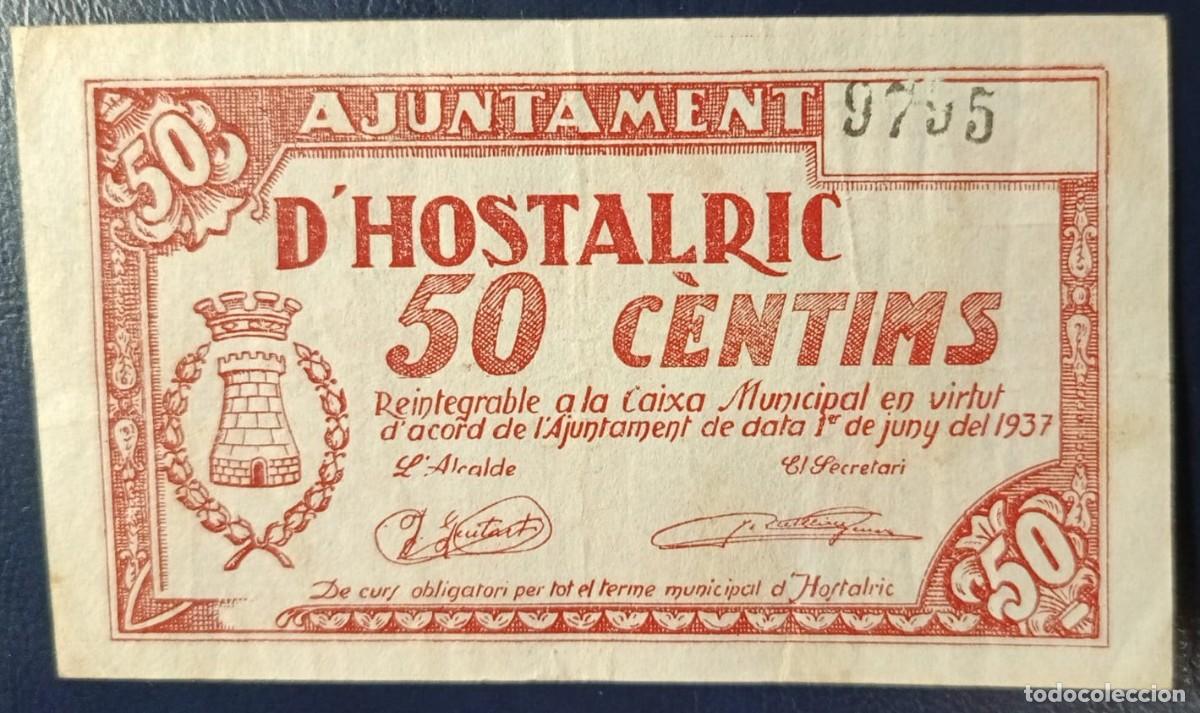 AJUNTAMENT
50
D'HOSTALRIC
50 CÈNTIMS
Reintegrable a la Caixa Municipal en virtut
d'acord de l'Ajuntament de data 1er de juny del 1937
L'Alcalde El Secretari
De curs obligatori per tot el terme municipal d'Hostalric
50
todocoleccion